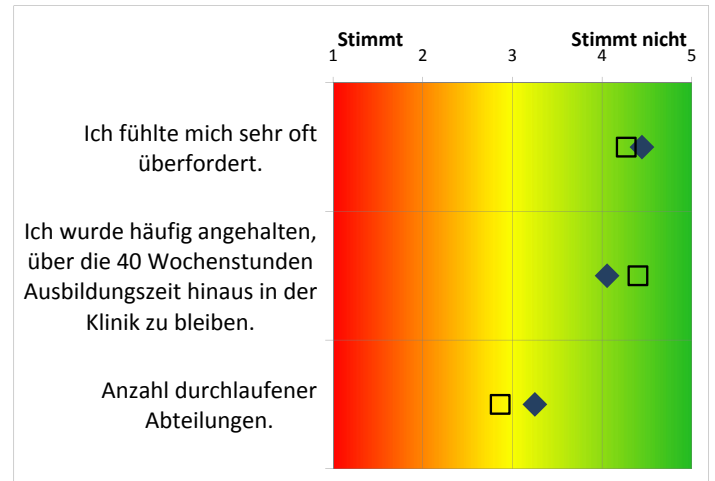 Stimmt Stimmt nicht
1 2 3 4 5
Ich fühlte mich sehr oft
überfordert.
Ich wurde häufig angehalten,
über die 40 Wochenstunden
Ausbildungszeit hinaus in der
Klinik zu bleiben.
Anzahl durchlaufener
Abteilungen.